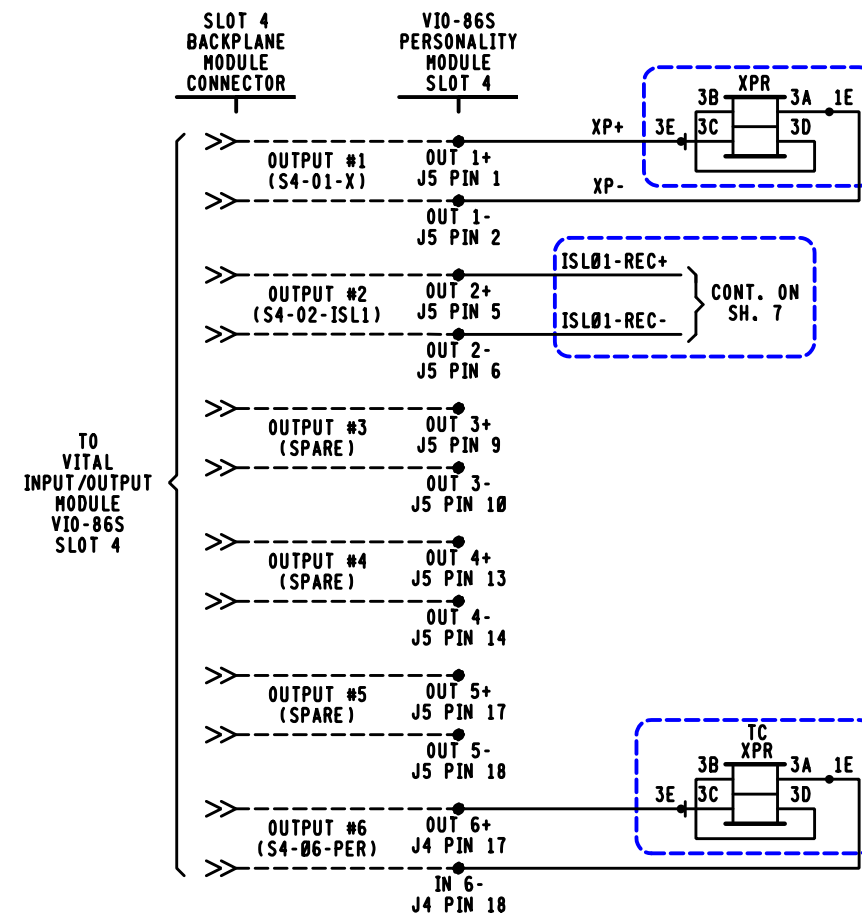 SLOT 4
BACKPLANE
MODULE
CONNECTOR
VIO-86S
PERSONALITY
MODULE
SLOT 4
XPR
3B
3A
1E
XP+
3E
3C
3D
OUTPUT #1
(S4-01-X)
OUT 1+
J5 PIN 1
XP-
OUT 1-
J5 PIN 2
ISLØ1-REC+
OUTPUT #2
(S4-02-ISL1)
OUT 2+
J5 PIN 5
CONT. ON
SH. 7
ISLØ1-REC-
OUT 2-
J5 PIN 6
OUTPUT #3
(SPARE)
OUT 3+
J5 PIN 9
OUT 3-
J5 PIN 1Ø
TO
VITAL
INPUT/OUTPUT
MODULE
VIO-86S
SLOT 4
OUTPUT #4
(SPARE)
OUT 4+
J5 PIN 13
OUT 4-
J5 PIN 14
OUTPUT #5
(SPARE)
OUT 5+
J5 PIN 17
OUT 5-
J5 PIN 18
TC
XPR
3B
3A
1E
3E
3C
3D
OUTPUT #6
(S4-Ø6-PER)
OUT 6+
J4 PIN 17
IN 6-
J4 PIN 18